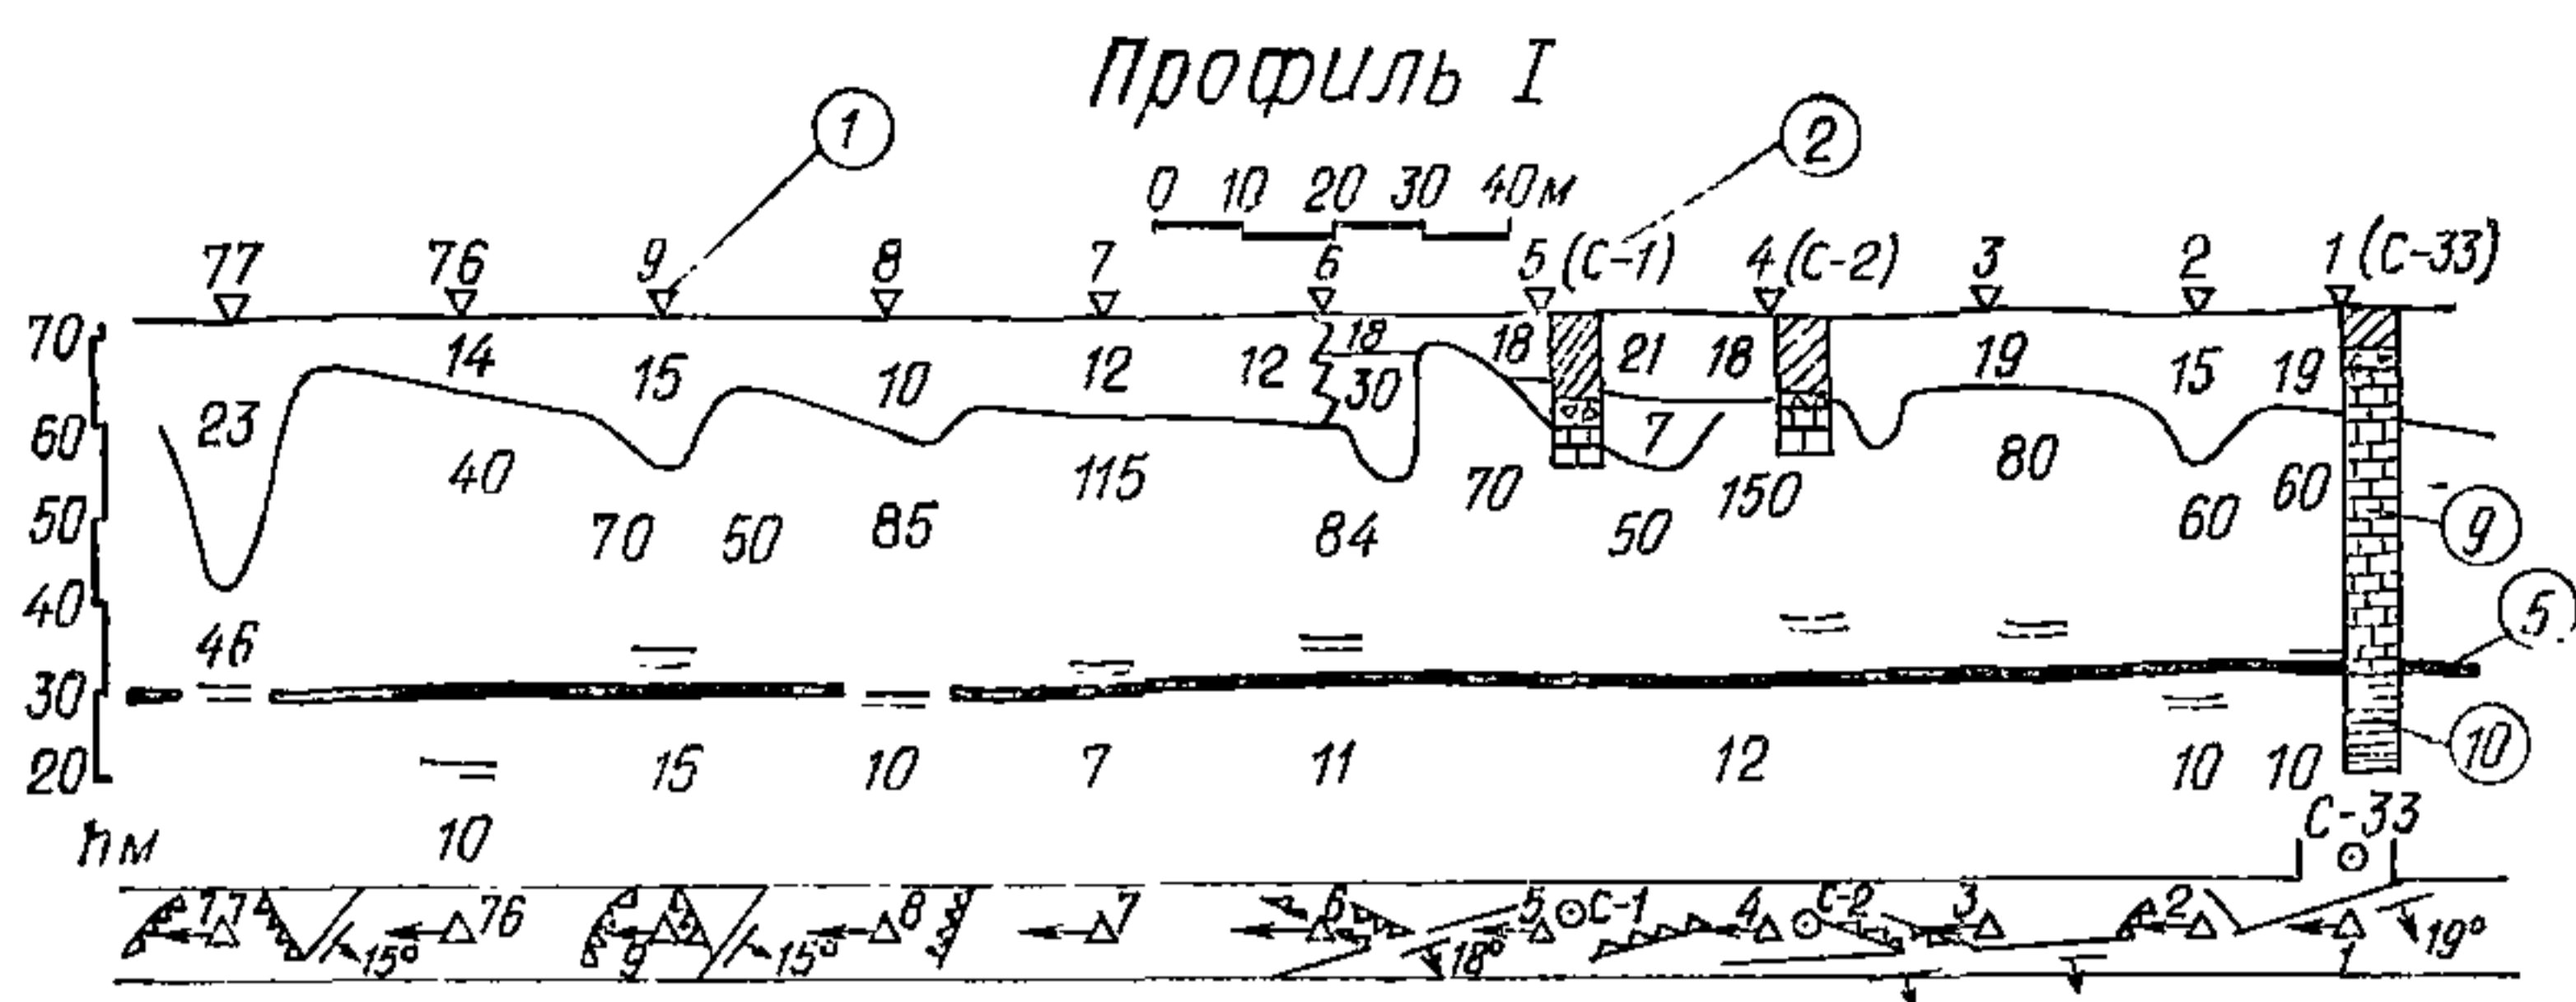 Профиль I
1
2
0 10 20 30 40м
77 76 9 8 7 6 5 (С-1) 4 (С-2) 3 2 1 (С-33)
70 14 15 10 12 12 18 30 18 21 18 19 15 19
60 23 7
40 115 70 80 60
50 70 50 85 84 50 150 60 9
40 46 5
30
20 15 10 7 11 12 10 10 10
hм 10 С-33
77 76 9 8 7 6 5 С-1 4 С-2 3 2 1
15° 15° 18° 19°